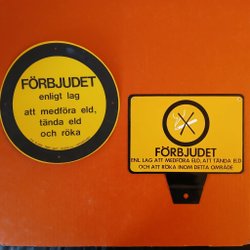 FÖRBJUDET
enligt lag
att medföra eld,
tända eld
och röka
FÖRBJUDET
ENL LAG ATT MEDFÖRA ELD, ATT TÄNDA ELD
OCH ATT RÖKA INOM DETTA OMRÅDE